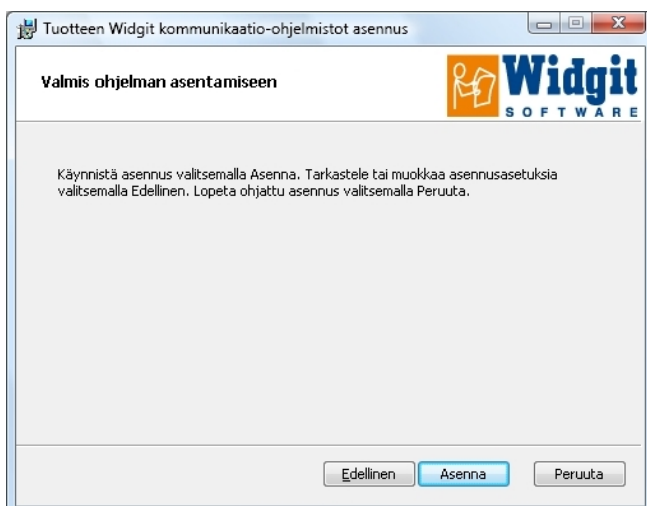 Tuotteen Widgit kommunikaatio-ohjelmistot asennus
Valmis ohjelman asentamiseen
Widgit
SOFTWARE
Käynnistä asennus valitsemalla Asenna. Tarkastele tai muokkaa asennusasetuksia
valitsemalla Edellinen. Lopeta ohjattu asennus valitsemalla Peruuta.
Edellinen Asenna Peruuta